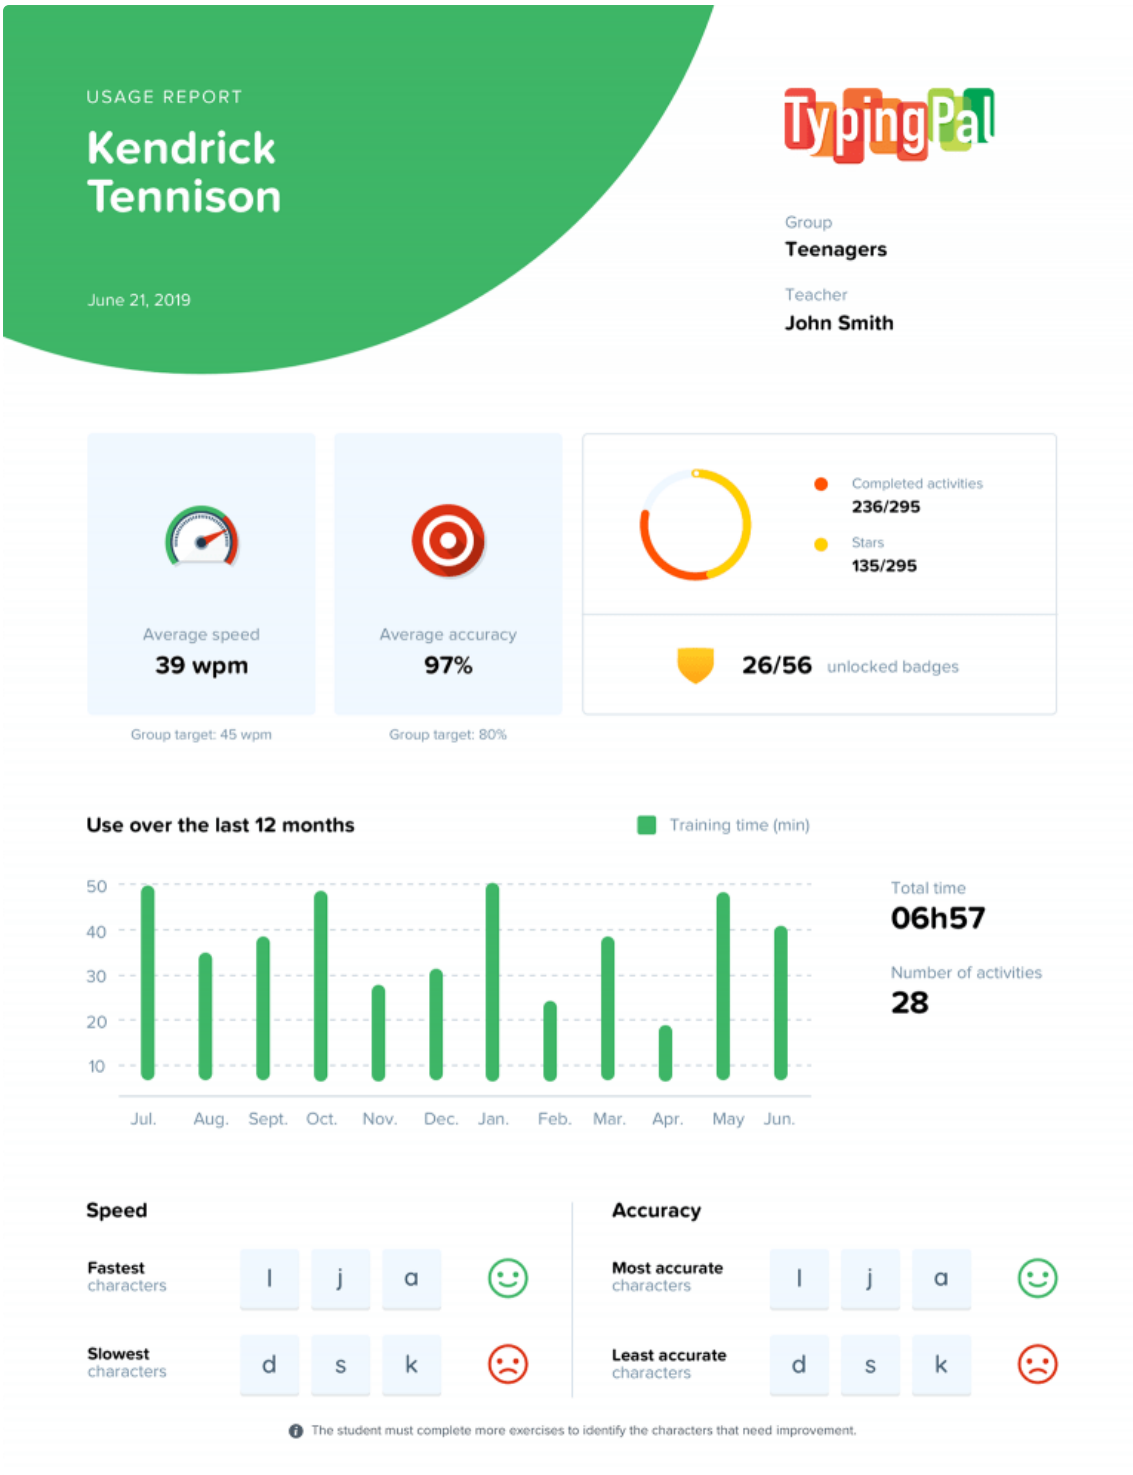 USAGE REPORT
Kendrick
Tennison
June 21, 2019
TypingPal
Group
Teenagers
Teacher
John Smith
Average speed
39 wpm
Group target: 45 wpm
Average accuracy
97%
Group target: 80%
Completed activities
236/295
Stars
135/295
26/56 unlocked badges
Use over the last 12 months
Training time (min)
50
40
30
20
10
Jul. Aug. Sept. Oct. Nov. Dec. Jan. Feb. Mar. Apr. May Jun.
Total time
06h57
Number of activities
28
Speed
Fastest
characters
l j a
Slowest
characters
d s k
Accuracy
Most accurate
characters
l j a
Least accurate
characters
d s k
i The student must complete more exercises to identify the characters that need improvement.